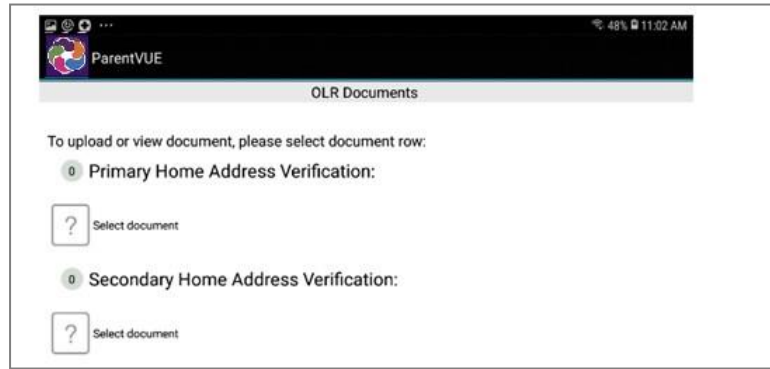 48% 11:02 AM
ParentVUE
OLR Documents
To upload or view document, please select document row:
0 Primary Home Address Verification:
? Select document
0 Secondary Home Address Verification:
? Select document